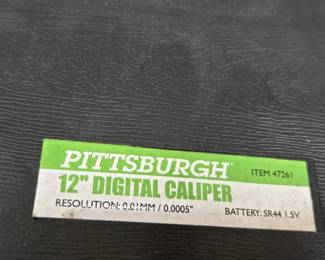 PITTSBURGH ITEM 47261
12" DIGITAL CALIPER
RESOLUTION: 0.01MM / 0.0005" BATTERY: SR44 1.5V